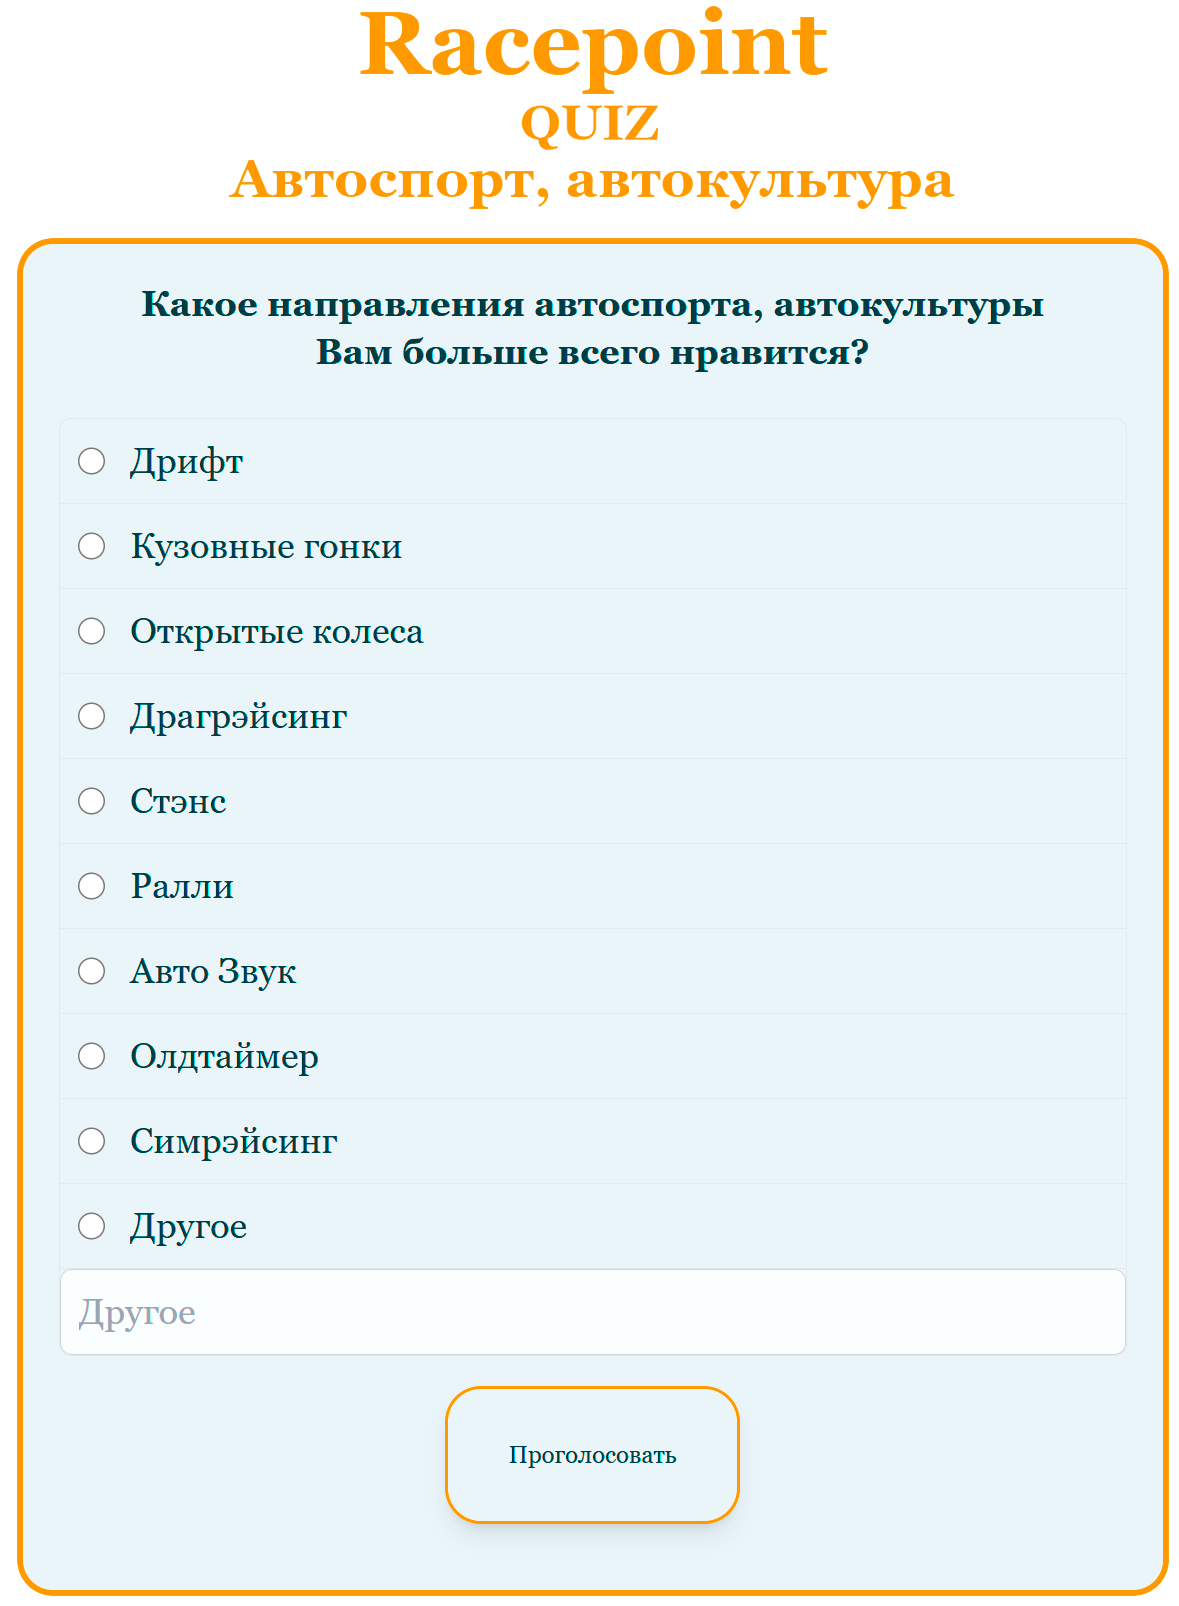 Racepoint
QUIZ
Автоспорт, автокультура
Какое направления автоспорта, автокультуры
Вам больше всего нравится?
Дрифт
Кузовные гонки
Открытые колеса
Драгрэйсинг
Стэнс
Ралли
Авто Звук
Олдтаймер
Симрэйсинг
Другое
Другое
Проголосовать